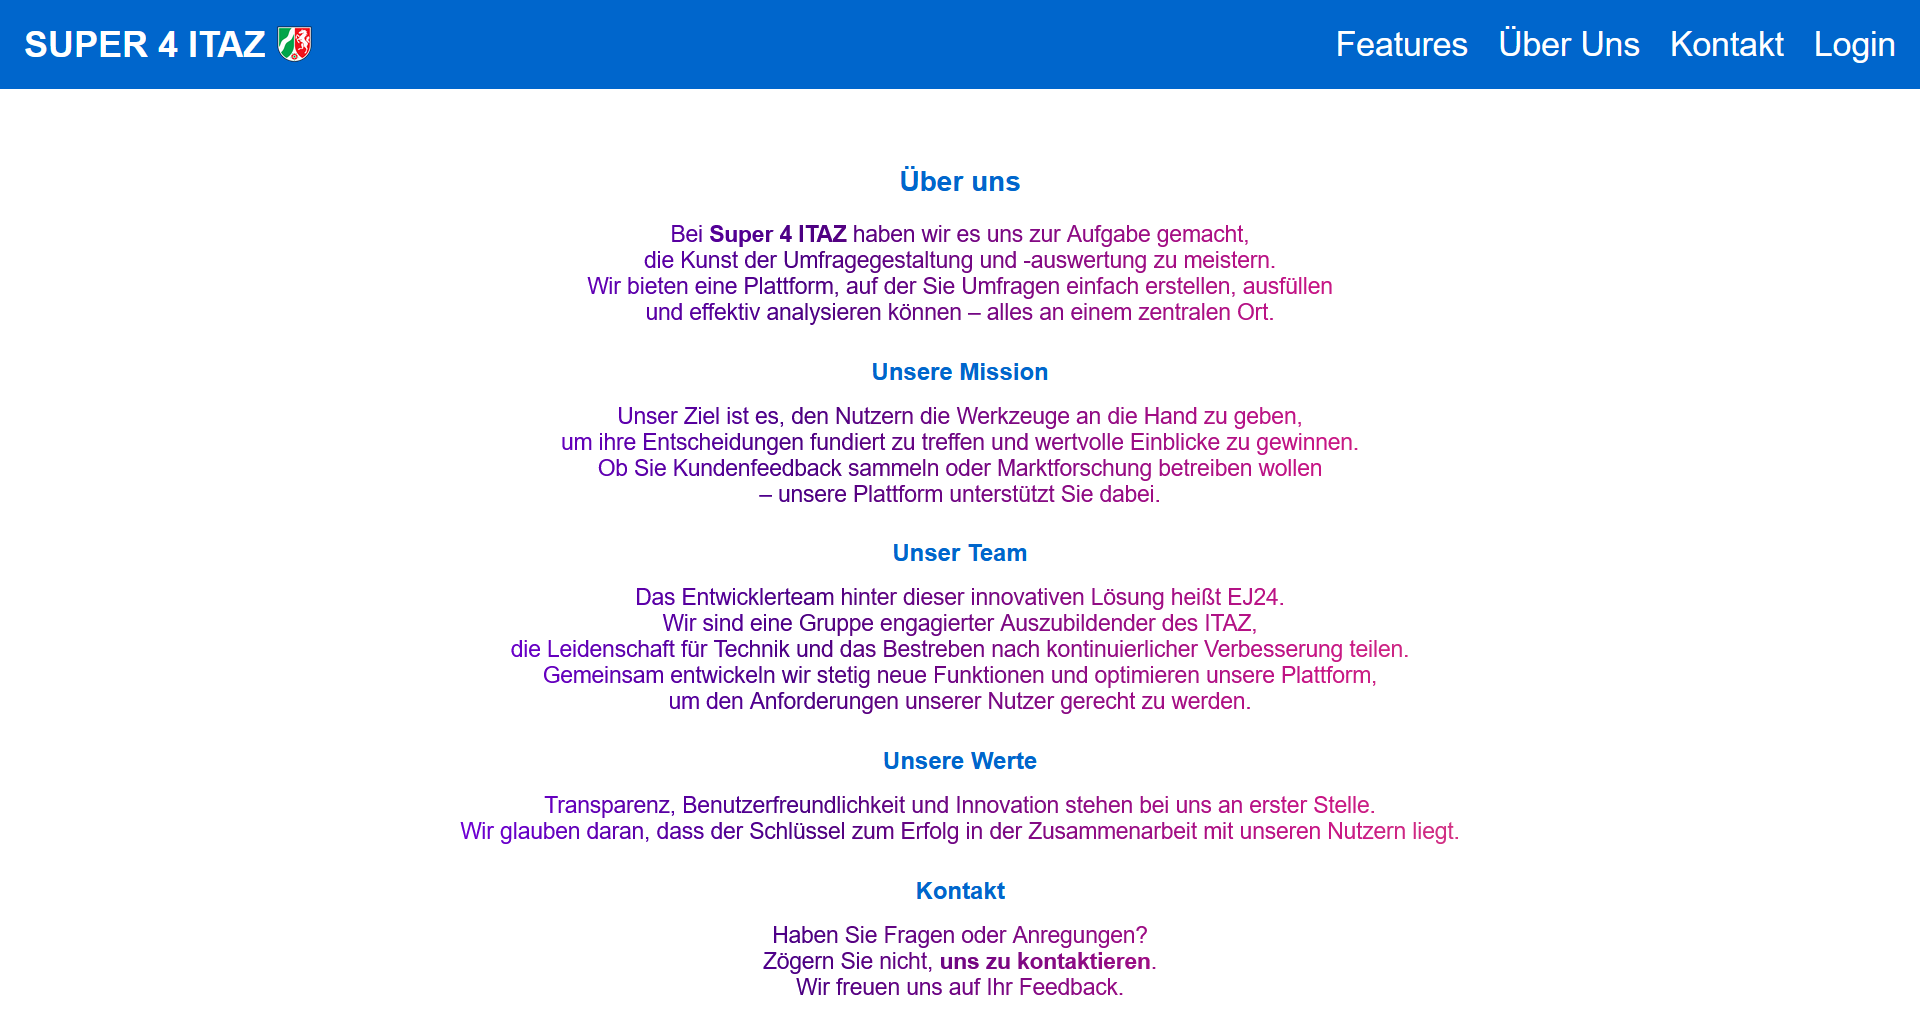 SUPER 4 ITAZ
Features Über Uns Kontakt Login
Über uns
Bei Super 4 ITAZ haben wir es uns zur Aufgabe gemacht,
die Kunst der Umfragegestaltung und -auswertung zu meistern.
Wir bieten eine Plattform, auf der Sie Umfragen einfach erstellen, ausfüllen
und effektiv analysieren können – alles an einem zentralen Ort.
Unsere Mission
Unser Ziel ist es, den Nutzern die Werkzeuge an die Hand zu geben,
um ihre Entscheidungen fundiert zu treffen und wertvolle Einblicke zu gewinnen.
Ob Sie Kundenfeedback sammeln oder Marktforschung betreiben wollen
– unsere Plattform unterstützt Sie dabei.
Unser Team
Das Entwicklerteam hinter dieser innovativen Lösung heißt EJ24.
Wir sind eine Gruppe engagierter Auszubildender des ITAZ,
die Leidenschaft für Technik und das Bestreben nach kontinuierlicher Verbesserung teilen.
Gemeinsam entwickeln wir stetig neue Funktionen und optimieren unsere Plattform,
um den Anforderungen unserer Nutzer gerecht zu werden.
Unsere Werte
Transparenz, Benutzerfreundlichkeit und Innovation stehen bei uns an erster Stelle.
Wir glauben daran, dass der Schlüssel zum Erfolg in der Zusammenarbeit mit unseren Nutzern liegt.
Kontakt
Haben Sie Fragen oder Anregungen?
Zögern Sie nicht, uns zu kontaktieren.
Wir freuen uns auf Ihr Feedback.